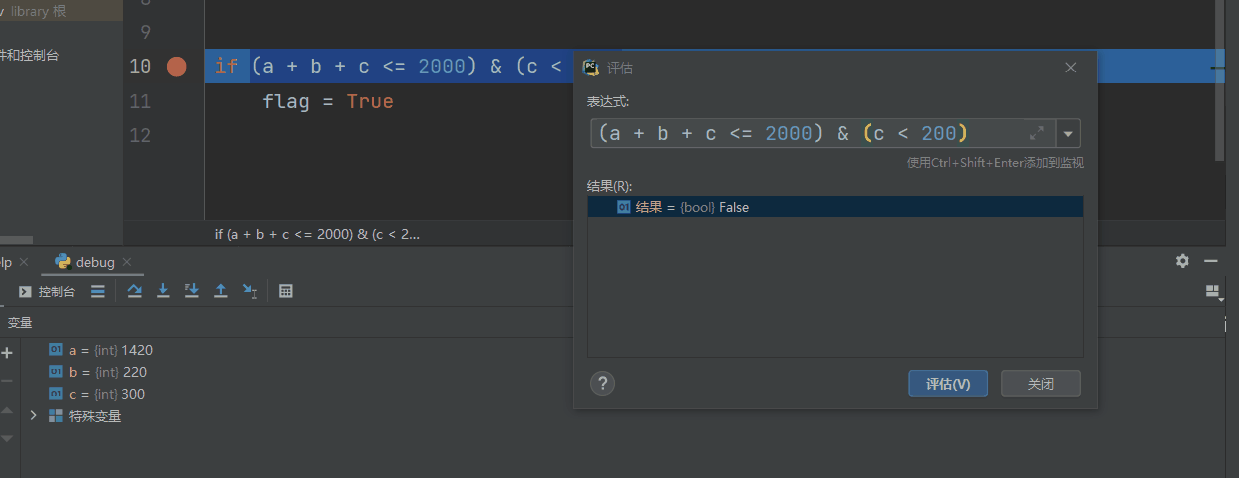 library 根
件和控制台
9
10 if (a + b + c <= 2000) & (c <
11 flag = True
12
if (a + b + c <= 2000) & (c < 2...
PC 评估
表达式:
(a + b + c <= 2000) & (c < 200)
使用Ctrl+Shift+Enter添加到监视
结果(R):
01 结果 = {bool} False
? 评估(V) 关闭
lp debug
控制台
变量
01 a = {int} 1420
01 b = {int} 220
01 c = {int} 300
特殊变量